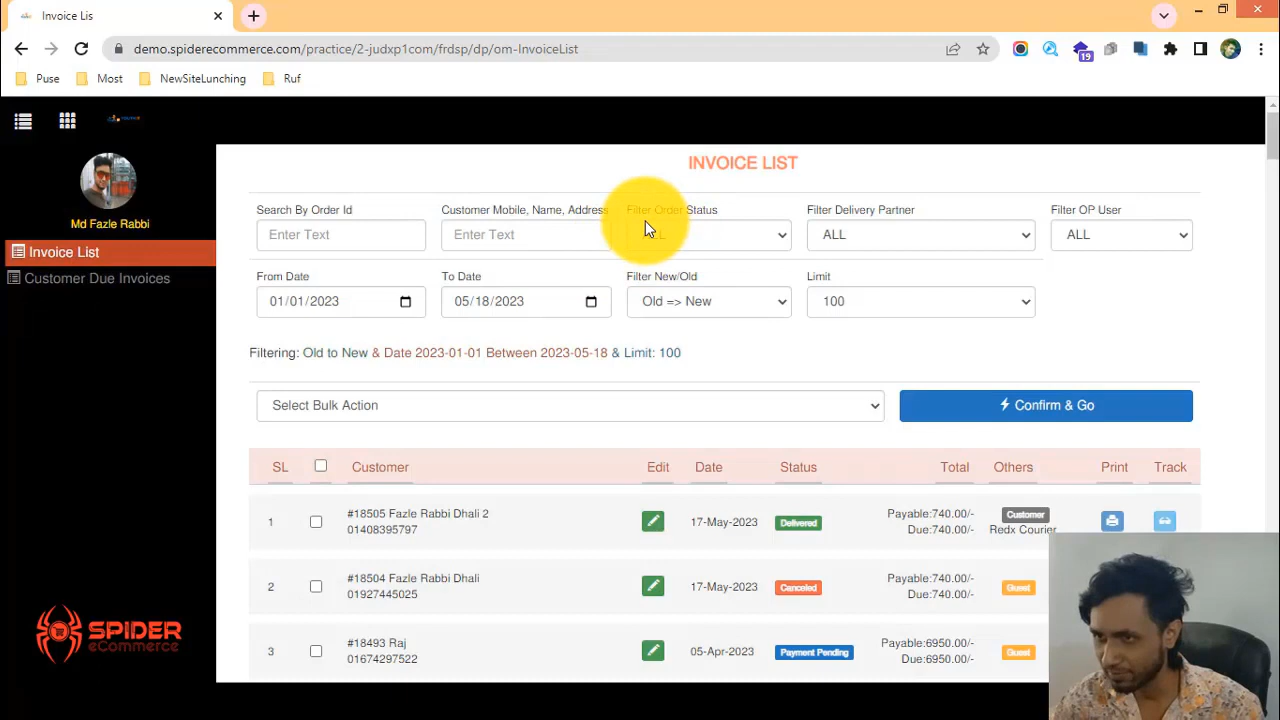 Invoice Lis
demo.spiderecommerce.com/practice/2-judxp1com/frdsp/dp/om-InvoiceList
19
Puse Most NewSiteLunching Ruf
Md Fazle Rabbi
Invoice List
Customer Due Invoices
SPIDER
eCommerce
INVOICE LIST
Search By Order Id Customer Mobile, Name, Address Filter Order Status Filter Delivery Partner Filter OP User
Enter Text Enter Text ALL ALL ALL
From Date To Date Filter New/Old Limit
01/01/2023 05/18/2023 Old => New 100
Filtering: Old to New & Date 2023-01-01 Between 2023-05-18 & Limit: 100
Select Bulk Action Confirm & Go
SL Customer Edit Date Status Total Others Print Track
1 #18505 Fazle Rabbi Dhali 2 17-May-2023 Delivered Payable:740.00/- Customer
01408395797 Due:740.00/- Redx Courier
2 #18504 Fazle Rabbi Dhali 17-May-2023 Canceled Payable:740.00/- Guest
01927445025 Due:740.00/-
3 #18493 Raj 05-Apr-2023 Payment Pending Payable:6950.00/- Guest
01674297522 Due:6950.00/-